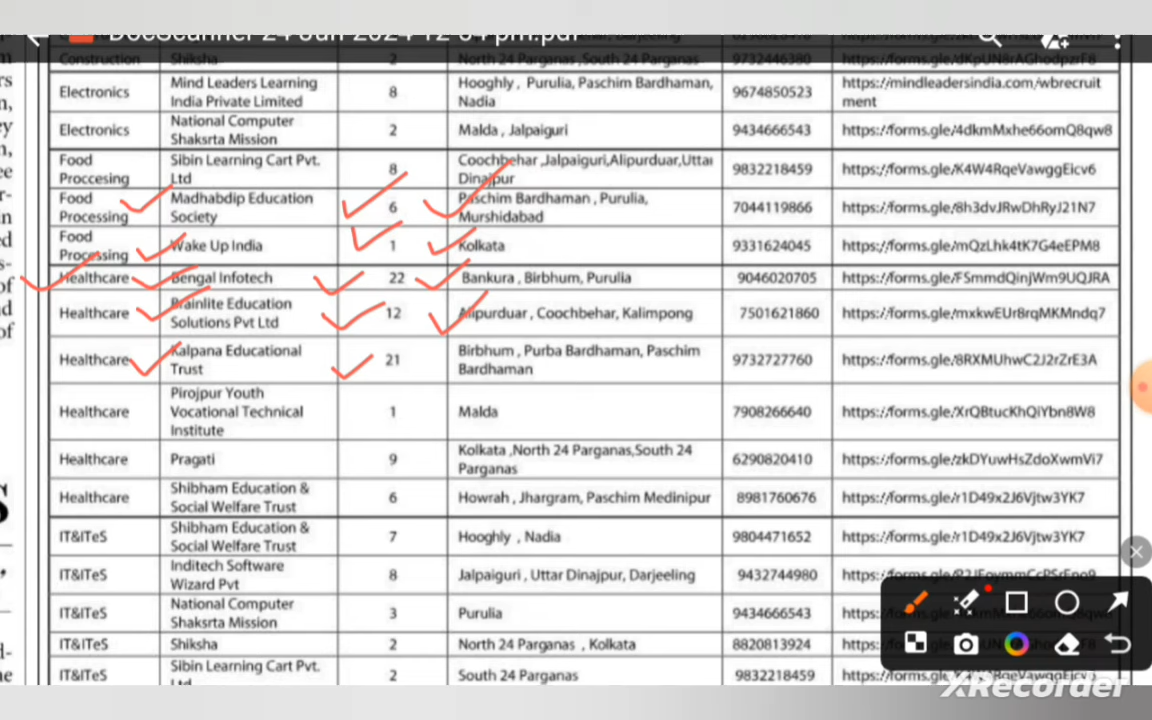 DocScanner 24 Jun 2024 12-
pm.pdf
Construction Shiksha 2 North 24 Parganas ,South 24 Parganas 9732446380
Electronics Mind Leaders Learning India Private Limited 8 Hooghly , Purulia, Paschim Bardhaman, Nadia 9674850523 https://mindleadersindia.com/wbrecruitment
Electronics National Computer Shaksrta Mission 2 Malda , Jalpaiguri 9434666543 https://forms.gle/4dkmMxhe66omQ8qw8
Food Proccesing Sibin Learning Cart Pvt. Ltd 8 Coochbehar ,Jalpaiguri,Alipurduar,Uttar Dinajpur 9832218459 https://forms.gle/K4W4RqeVawggEicv6
Food Processing Madhabdip Education Society 6 Paschim Bardhaman , Purulia, Murshidabad 7044119866 https://forms.gle/8h3dvJRwDhRyJ21N7
Food Processing Wake Up India 1 Kolkata 9331624045 https://forms.gle/mQzLhk4tK7G4eEPM8
Healthcare Bengal Infotech 22 Bankura , Birbhum, Purulia 9046020705 https://forms.gle/FSmmdQinjWm9UQJRA
Healthcare Brainlite Education Solutions Pvt Ltd 12 Alipurduar , Coochbehar, Kalimpong 7501621860 https://forms.gle/mxkwEUr8rqMKMndq7
Healthcare Kalpana Educational Trust 21 Birbhum , Purba Bardhaman, Paschim Bardhaman 9732727760 https://forms.gle/8RXMUhwC2J2rZrE3A
Healthcare Pirojpur Youth Vocational Technical Institute 1 Malda 7908266640 https://forms.gle/XrQBtucKhQiYbn8W8
Healthcare Pragati 9 Kolkata ,North 24 Parganas,South 24 Parganas 6290820410 https://forms.gle/zkDYuwHsZdoXwmVi7
Healthcare Shibham Education & Social Welfare Trust 6 Howrah , Jhargram, Paschim Medinipur 8981760676 https://forms.gle/r1D49x2J6Vjtw3YK7
IT&ITeS Shibham Education & Social Welfare Trust 7 Hooghly , Nadia 9804471652 https://forms.gle/r1D49x2J6Vjtw3YK7
IT&ITeS Inditech Software Wizard Pvt 8 Jalpaiguri , Uttar Dinajpur, Darjeeling 9432744980
IT&ITeS National Computer Shaksrta Mission 3 Purulia 9434666543
IT&ITeS Shiksha 2 North 24 Parganas , Kolkata 8820813924
IT&ITeS Sibin Learning Cart Pvt. Ltd. 2 South 24 Parganas 9832218459
XRecorder